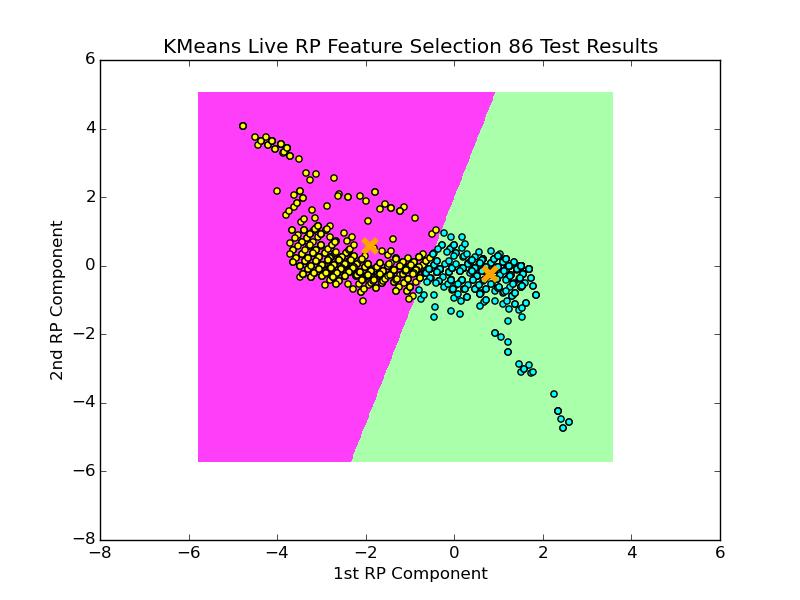 KMeans Live RP Feature Selection 86 Test Results
6
4
2
0
−2
−4
−6
−8
2nd RP Component
−8 −6 −4 −2 0 2 4 6
1st RP Component